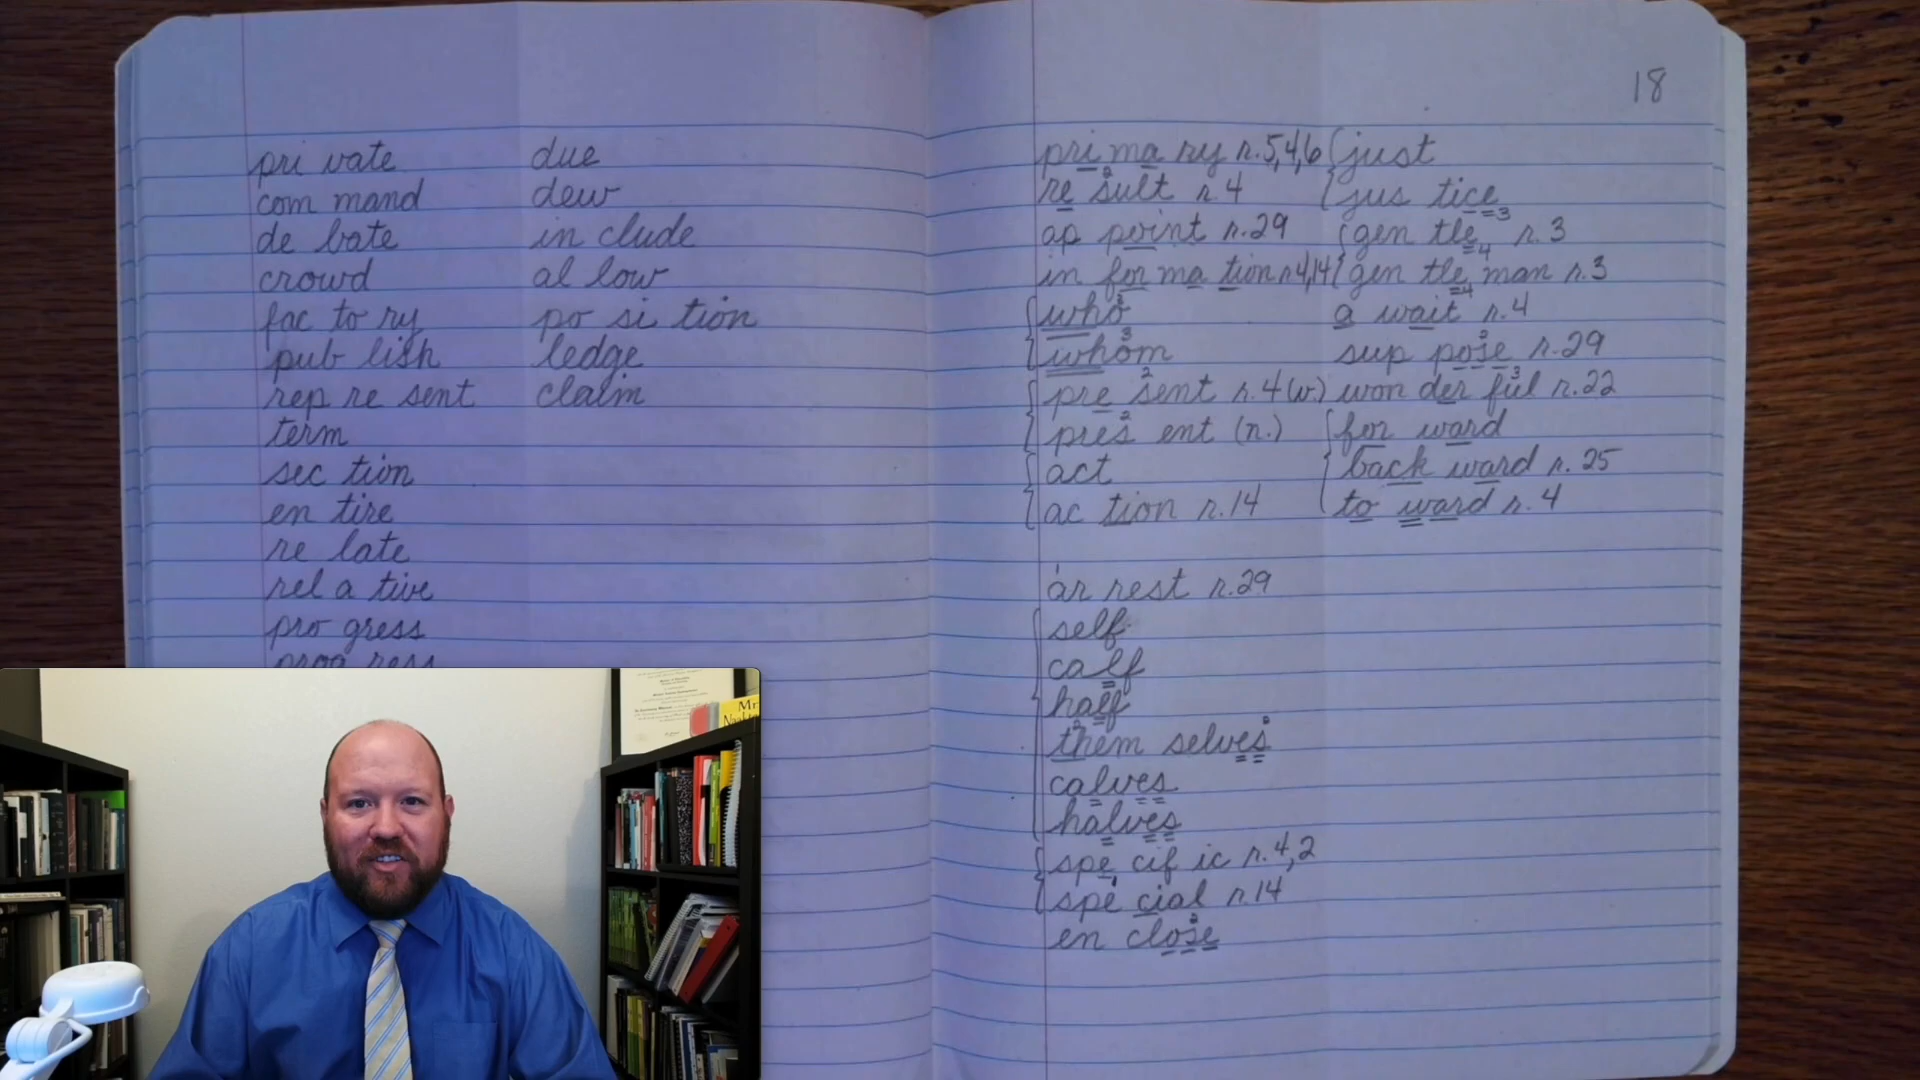 18
pri vate
com mand
de bate
crowd
fac to ry
pub lish
rep re sent
term
sec tion
en tire
re late
rel a tive
pro gress
prog ress
due
dew
in clude
al low
po si tion
ledge
claim
pri ma ry r.5,4,6
re sult r.4
ap point r.29
in for ma tion r.4,14
who
whom
pre sent r.4 (v.)
pres ent (n.)
act
ac tion r.14
ar rest r.29
self
calf
half
them selves
calves
halves
spe cif ic r.4,2
spe cial r.14
en close
just
jus tice
gen tle r.3
gen tle man r.3
a wait r.4
sup pose r.29
won der ful r.22
for ward
back ward r.25
to ward r.4
Mr.